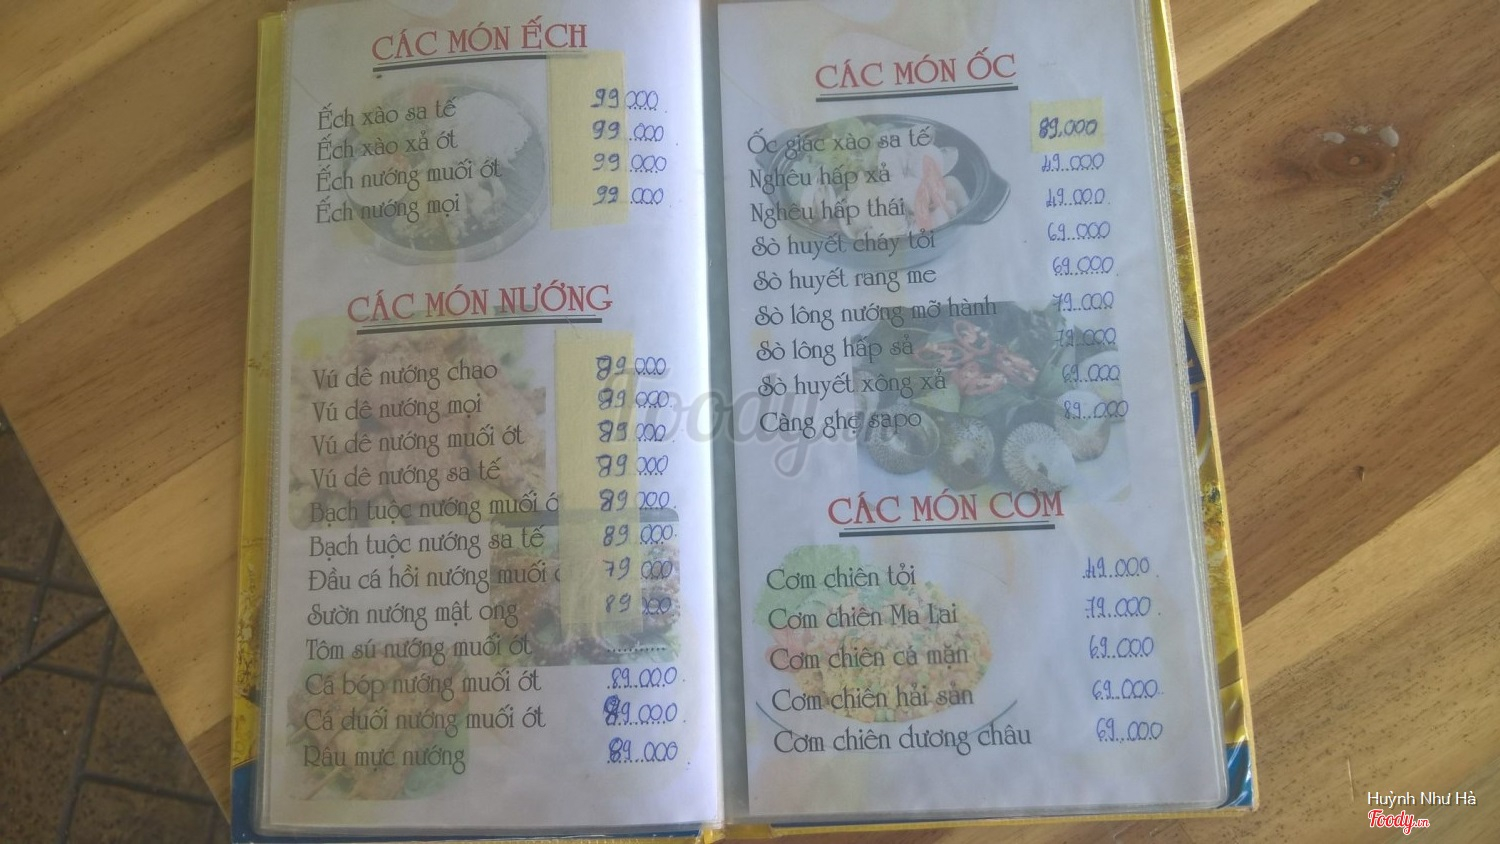 CÁC MÓN ẾCH
Ếch xào sa tế 99.000
Ếch xào xả ớt 99.000
Ếch nướng muối ớt 99.000
Ếch nướng mọi 99.000
CÁC MÓN NƯỚNG
Vú dê nướng chao 89.000
Vú dê nướng mọi 89.000
Vú dê nướng muối ớt 89.000
Vú dê nướng sa tế 89.000
Bạch tuộc nướng muối ớ 89.000
Bạch tuộc nướng sa tế 89.000
Đầu cá hồi nướng muối 79.000
Sườn nướng mật ong 89.000
Tôm sú nướng muối ớt ...........
Cá bóp nướng muối ớt 89.000
Cá đuối nướng muối ớt 89.000
Râu mực nướng 89.000
CÁC MÓN ỐC
Ốc giác xào sa tế 89.000
Nghêu hấp xả 49.000
Nghêu hấp thái 49.000
Sò huyết cháy tỏi 69.000
Sò huyết rang me 69.000
Sò lông nướng mỡ hành 79.000
Sò lông hấp sả 79.000
Sò huyết xông xả 69.000
Càng ghẹ sapo 89.000
CÁC MÓN CƠM
Cơm chiên tỏi 49.000
Cơm chiên Ma Lai 79.000
Cơm chiên cá mặn 69.000
Cơm chiên hải sản 69.000
Cơm chiên dương châu 69.000
Foody.vn
Huỳnh Như Hà
Foody.vn